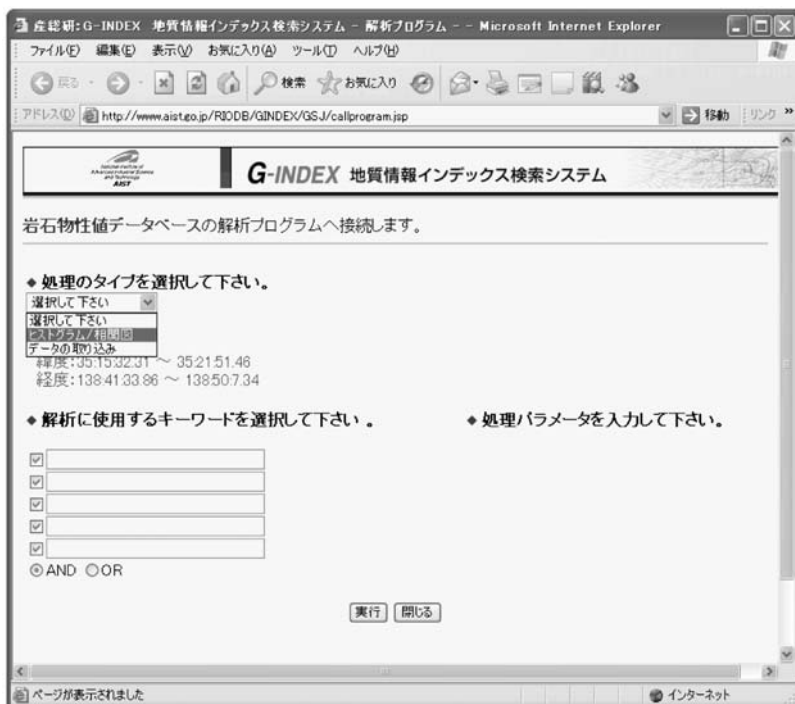 産総研:G-INDEX 地質情報インデックス検索システム - 解析プログラム - - Microsoft Internet Explorer
ファイル(F) 編集(E) 表示(V) お気に入り(A) ツール(T) ヘルプ(H)
戻る 検索 お気に入り
アドレス(D) http://www.aist.go.jp/RIODB/GINDEX/GSJ/callprogram.jsp 移動 リンク »
National Institute of
Advanced Industrial Science
and Technology
AIST
G-INDEX 地質情報インデックス検索システム
岩石物性値データベースの解析プログラムへ接続します。
◆ 処理のタイプを選択して下さい。
選択して下さい
選択して下さい
ヒストグラム/相関図
データの取り込み
緯度:35:15:32.31 ～ 35:21:51.46
経度:138:41:33.86 ～ 138:50:7.34
◆ 解析に使用するキーワードを選択して下さい 。
◆ 処理パラメータを入力して下さい。
AND OR
実行 閉じる
ページが表示されました インターネット